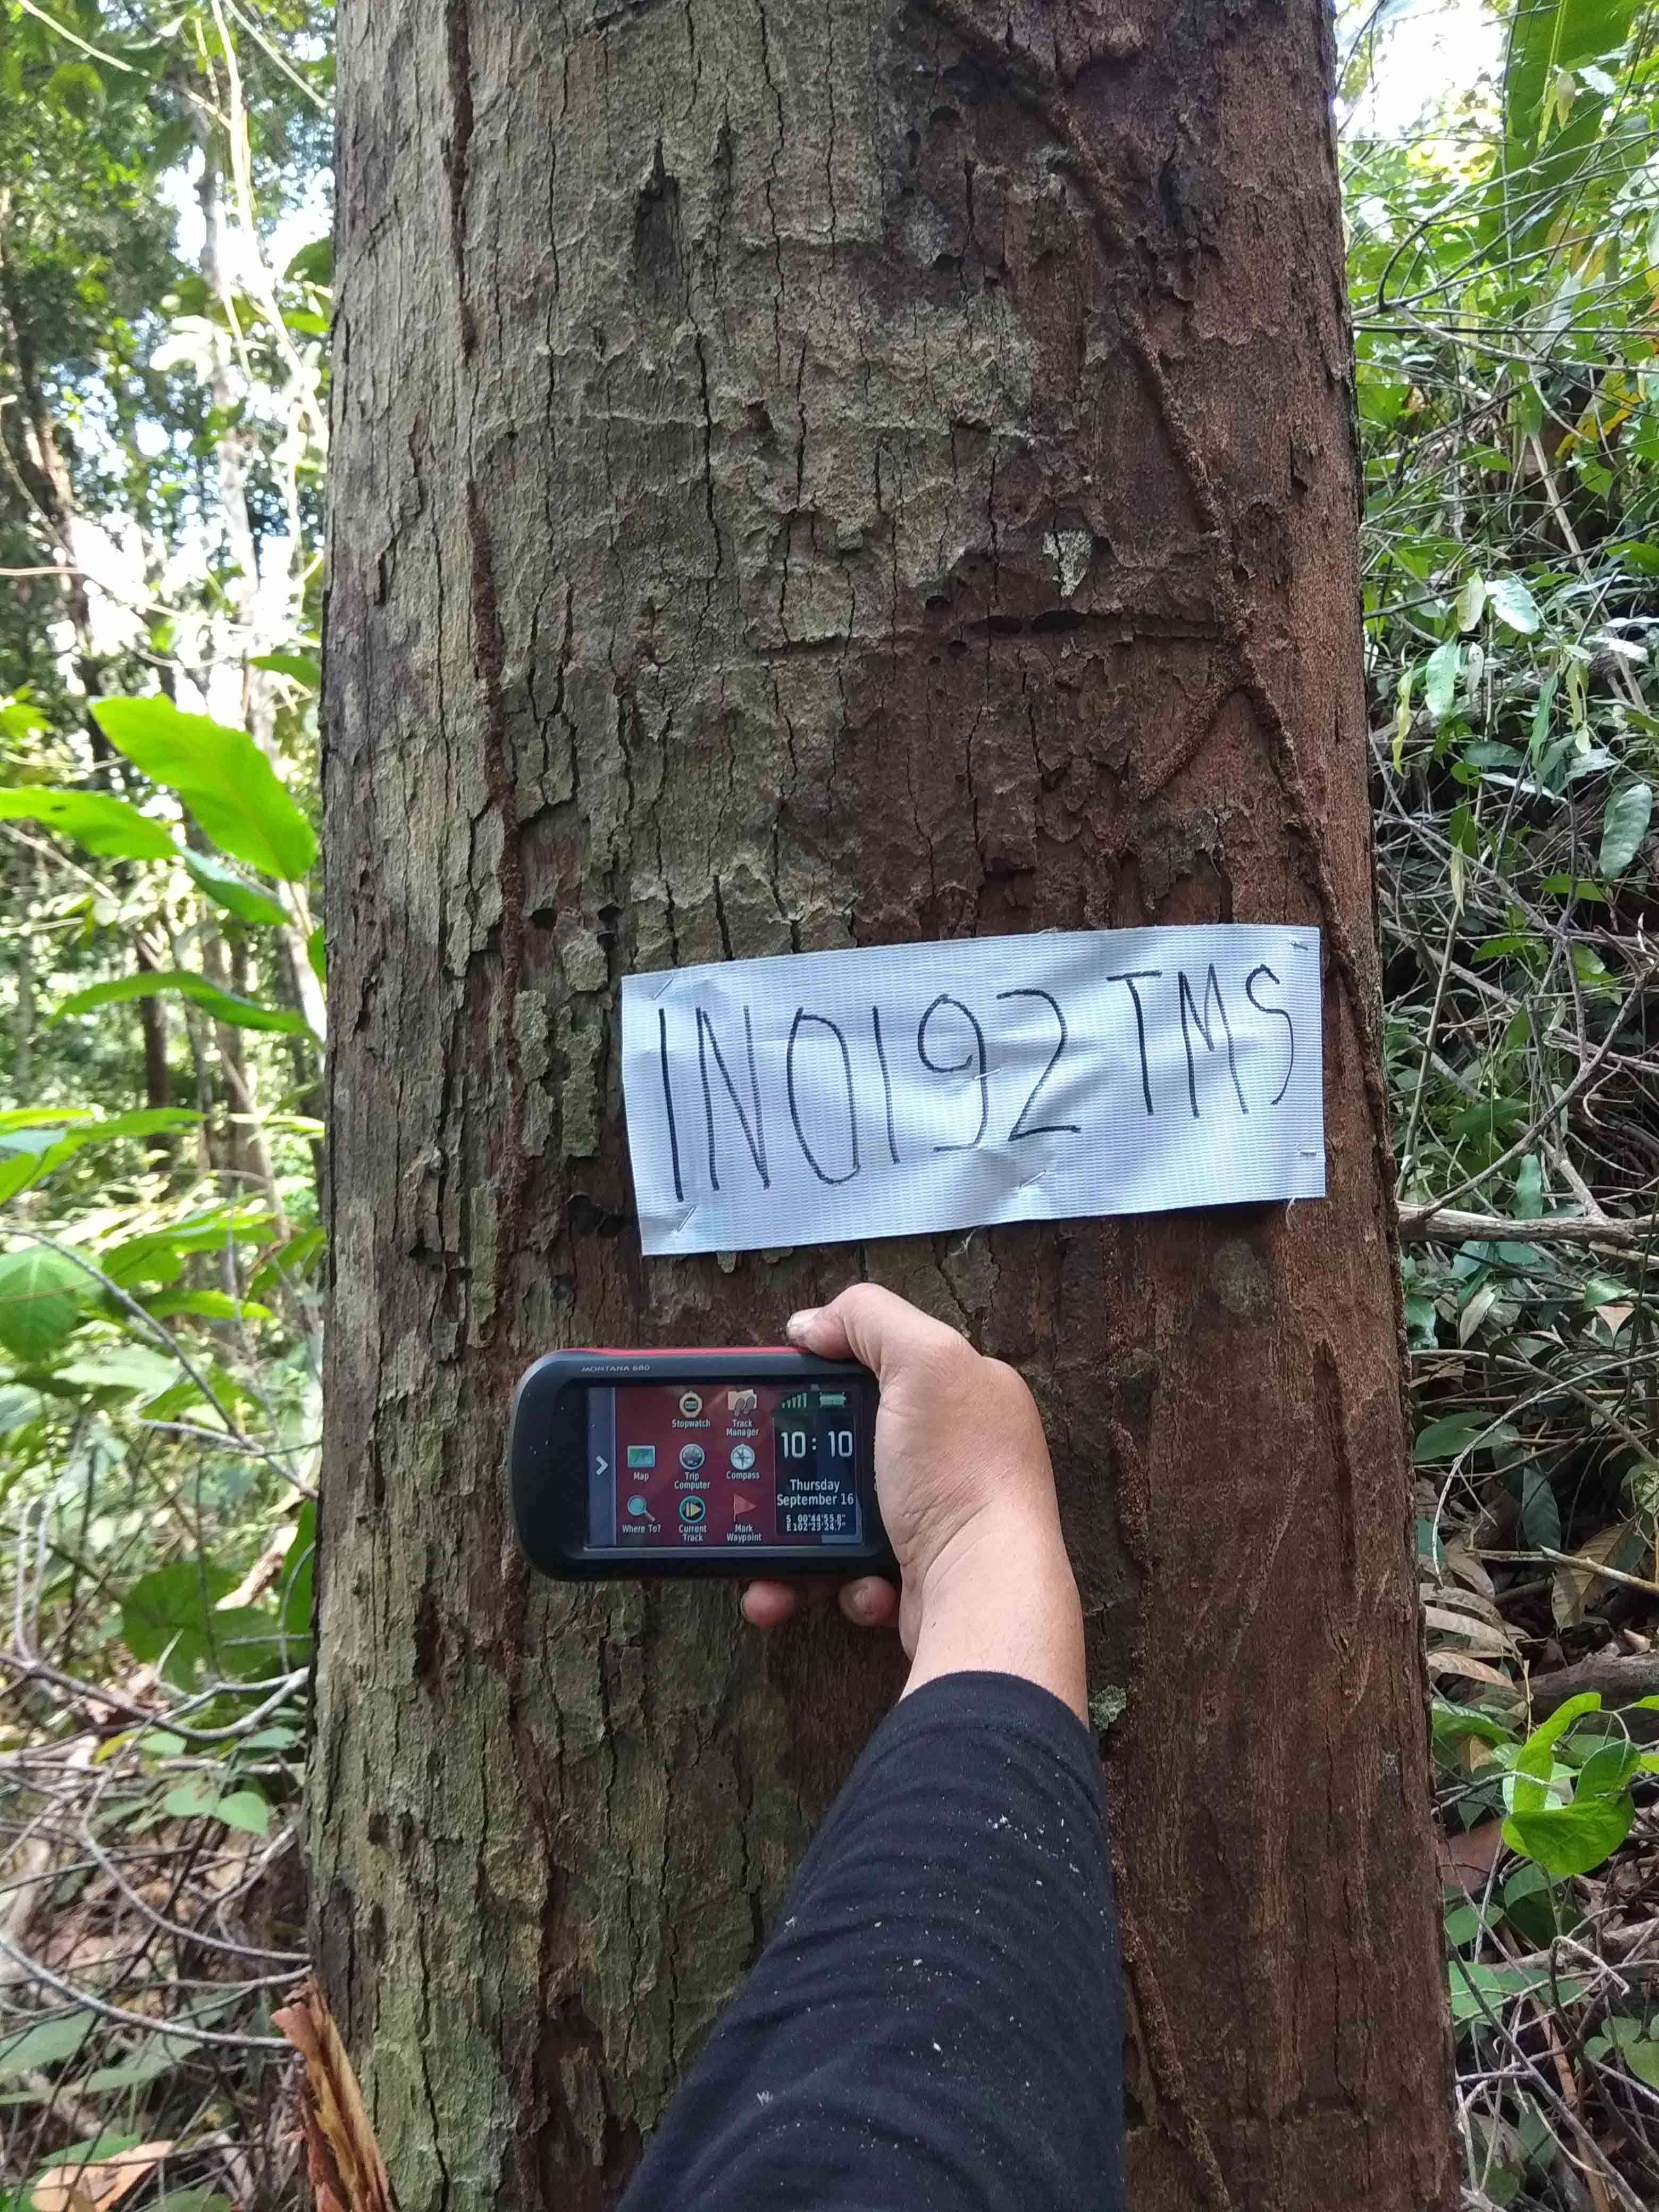 IN0192 TMS
MONTANA 680
Stopwatch
Track
Manager
10:10
Map
Trip
Computer
Compass
Thursday
September 16
Where To?
Current
Track
Mark
Waypoint
S 00°44'55.8"
E102°23'24.7"